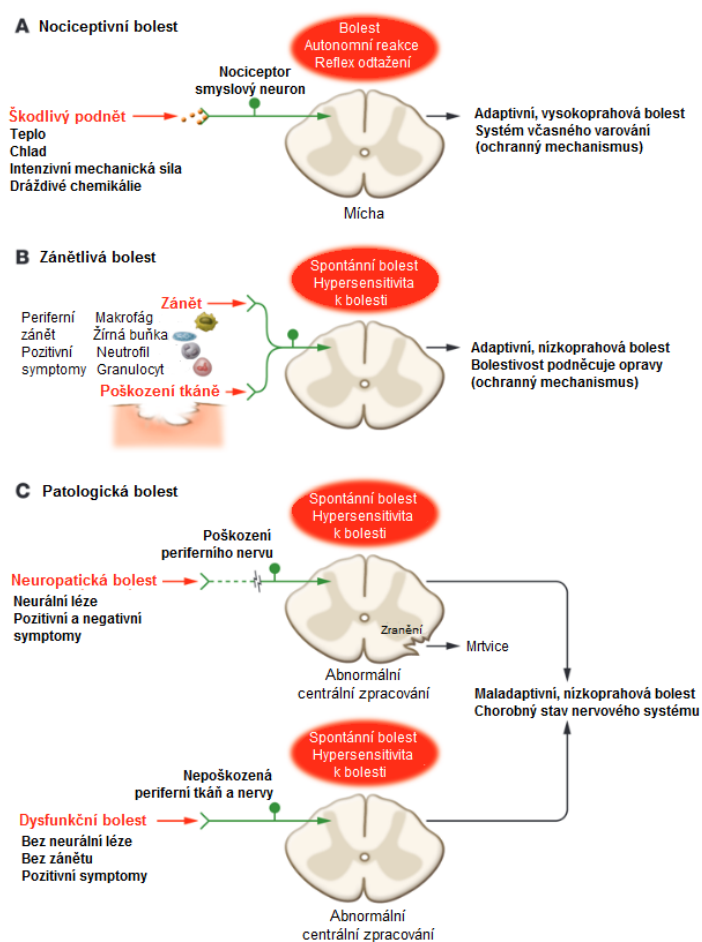 A Nociceptivní bolest
Bolest
Autonomní reakce
Reflex odtažení
Nociceptor
smyslový neuron
Škodlivý podnět
Teplo
Chlad
Intenzivní mechanická síla
Dráždivé chemikálie
Adaptivní, vysokoprahová bolest
Systém včasného varování
(ochranný mechanismus)
Mícha
B Zánětlivá bolest
Spontánní bolest
Hypersensitivita
k bolesti
Zánět
Periferní
zánět
Pozitivní
symptomy
Makrofág
Žírná buňka
Neutrofil
Granulocyt
Poškození tkáně
Adaptivní, nízkoprahová bolest
Bolestivost podněcuje opravy
(ochranný mechanismus)
C Patologická bolest
Spontánní bolest
Hypersensitivita
k bolesti
Poškození
periferního nervu
Neuropatická bolest
Neurální léze
Pozitivní a negativní
symptomy
Zranění
Mrtvice
Abnormální
centrální zpracování
Maladaptivní, nízkoprahová bolest
Chorobný stav nervového systému
Spontánní bolest
Hypersensitivita
k bolesti
Nepoškozená
periferní tkáň a nervy
Dysfunkční bolest
Bez neurální léze
Bez zánětu
Pozitivní symptomy
Abnormální
centrální zpracování